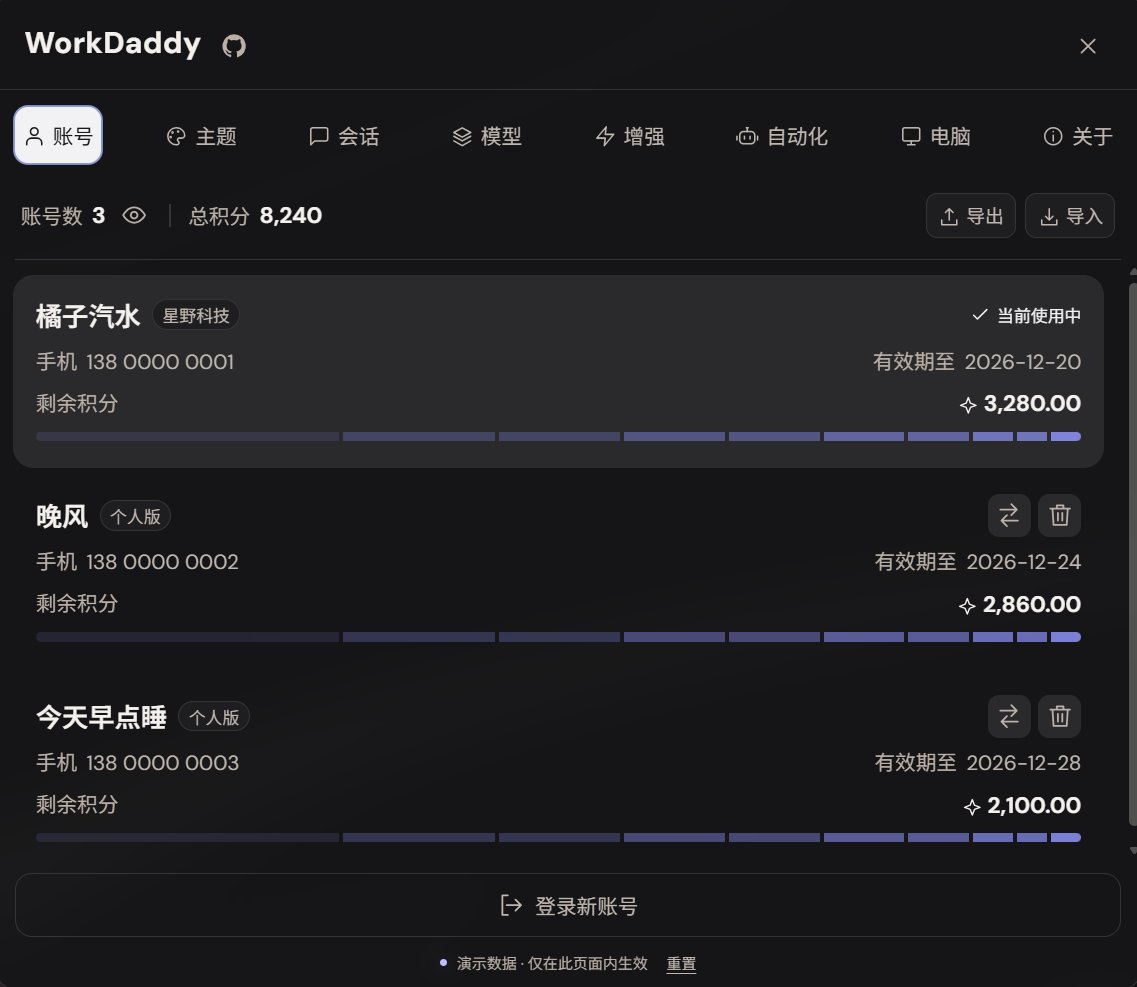 WorkDaddy
账号 主题 会话 模型 增强 自动化 电脑 关于
账号数 3 总积分 8,240 导出 导入
橘子汽水 星野科技 当前使用中
手机 138 0000 0001 有效期至 2026-12-20
剩余积分 3,280.00
晚风 个人版
手机 138 0000 0002 有效期至 2026-12-24
剩余积分 2,860.00
今天早点睡 个人版
手机 138 0000 0003 有效期至 2026-12-28
剩余积分 2,100.00
登录新账号
演示数据 · 仅在此页面内生效 重置